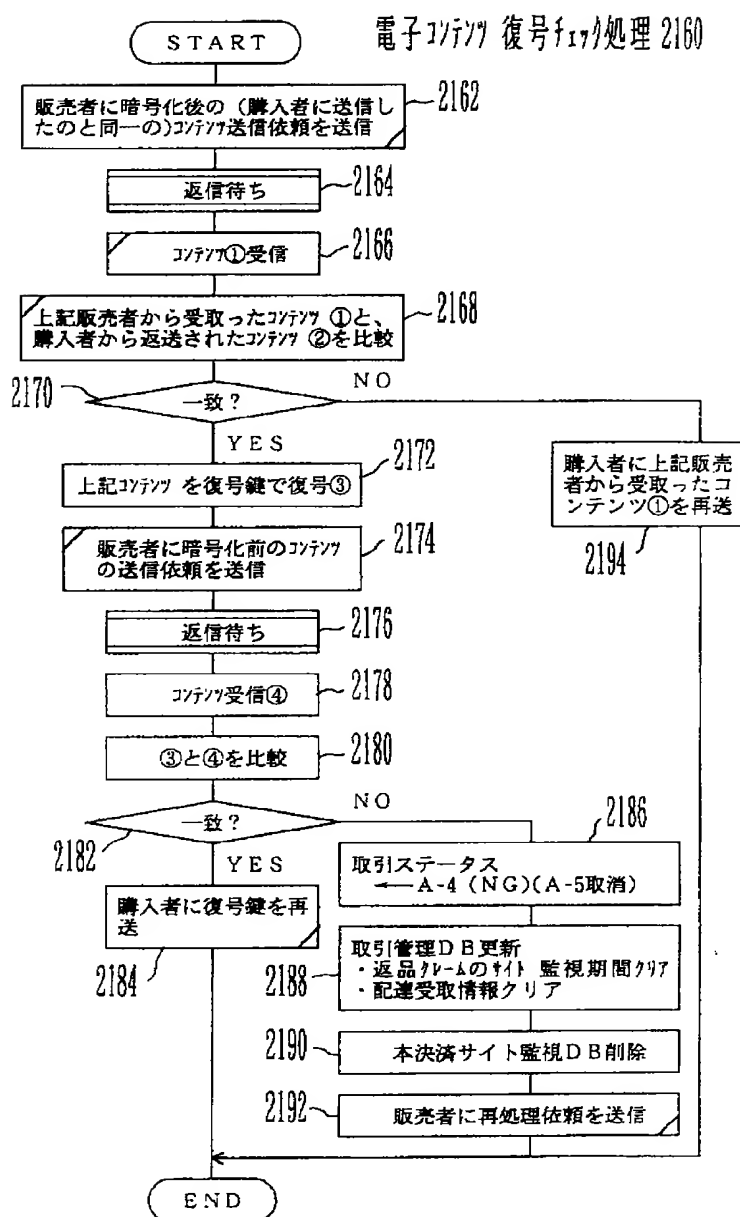 電子コンテンツ 復号チェック処理 2160
START
販売者に暗号化後の (購入者に送信し
たのと同一の)コンテンツ送信依頼を送信
2162
返信待ち
2164
コンテンツ①受信
2166
上記販売者から受取ったコンテンツ ①と、
購入者から返送されたコンテンツ ②を比較
2168
2170
一致?
NO
YES
上記コンテンツ を復号鍵で復号③
2172
購入者に上記販売
者から受取ったコ
ンテンツ①を再送
2194
販売者に暗号化前のコンテンツ
の送信依頼を送信
2174
返信待ち
2176
コンテンツ受信④
2178
③と④を比較
2180
一致?
2182
NO
YES
2186
取引ステータス
←A-4 (NG)(A-5取消)
購入者に復号鍵を再
送
2184
取引管理DB更新
・返品クレームのサイト 監視期間クリア
・配達受取情報クリア
2188
2190
本決済サイト監視DB削除
2192
販売者に再処理依頼を送信
END